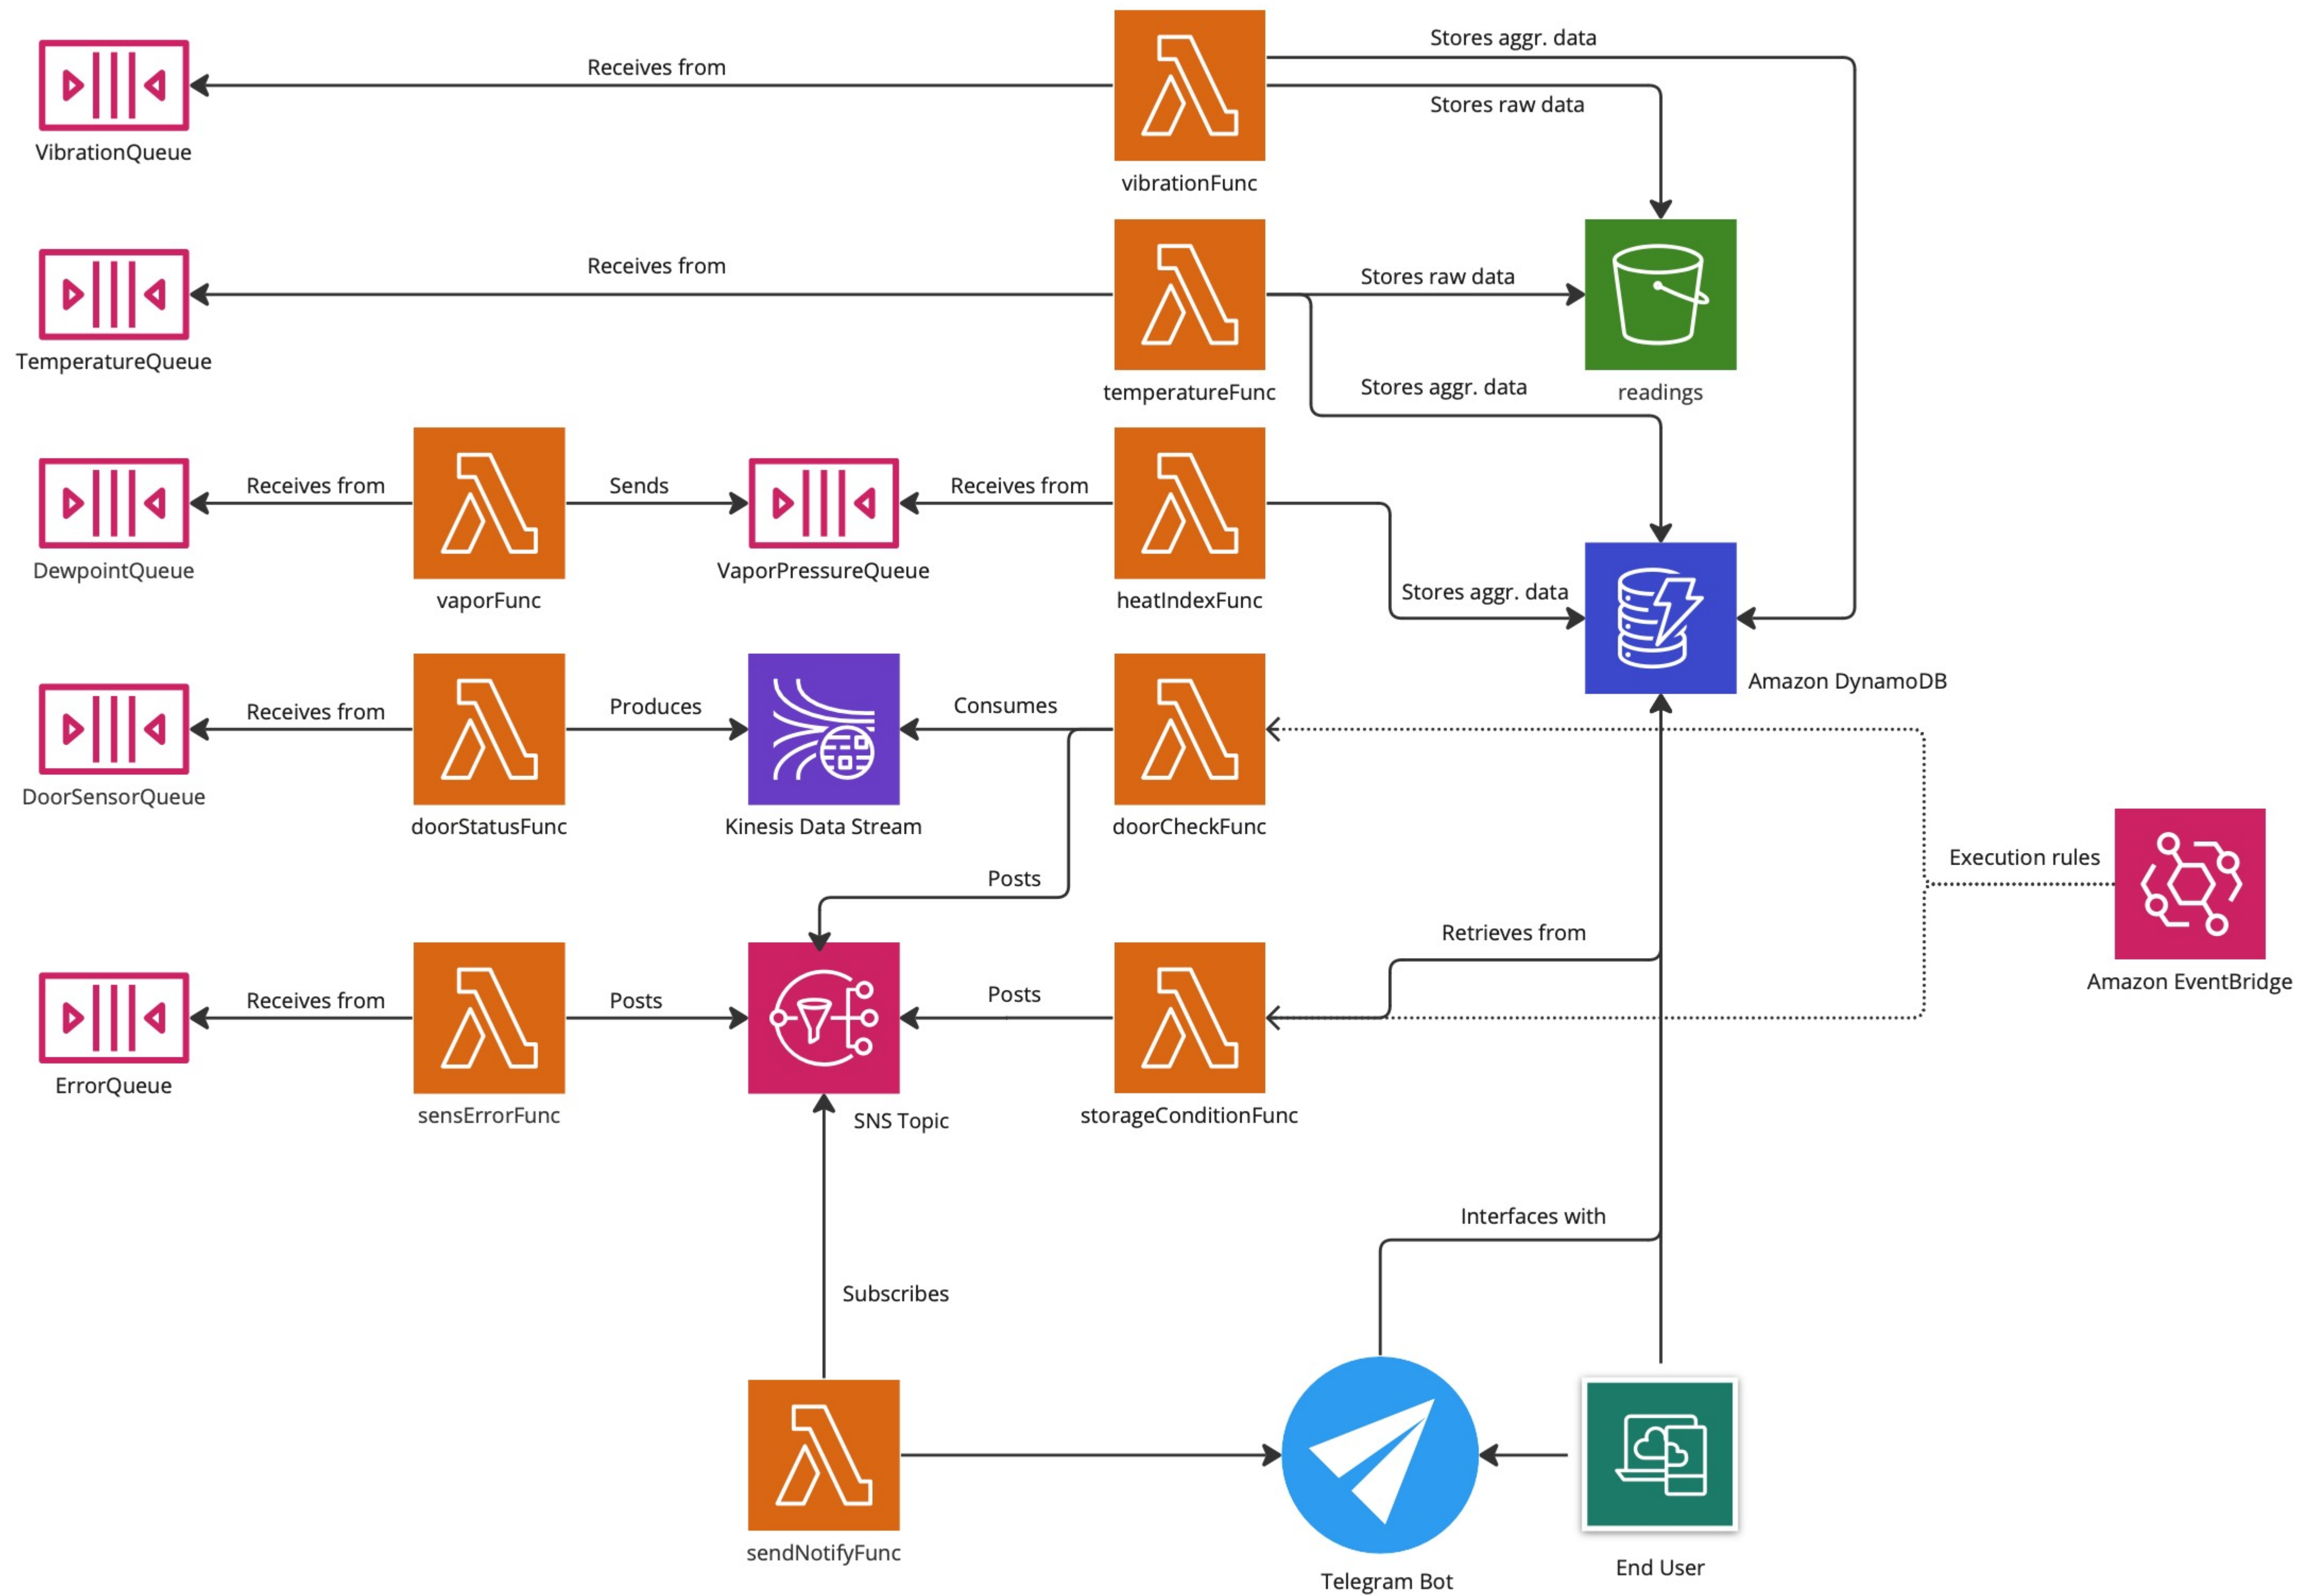 Stores aggr. data
Receives from
Stores raw data
VibrationQueue
vibrationFunc
Receives from
Stores raw data
TemperatureQueue
temperatureFunc
Stores aggr. data
readings
Receives from
Sends
Receives from
DewpointQueue
vaporFunc
VaporPressureQueue
heatIndexFunc
Stores aggr. data
Amazon DynamoDB
Receives from
Produces
Consumes
DoorSensorQueue
doorStatusFunc
Kinesis Data Stream
doorCheckFunc
Execution rules
Posts
Retrieves from
Amazon EventBridge
Receives from
Posts
Posts
ErrorQueue
sensErrorFunc
SNS Topic
storageConditionFunc
Interfaces with
Subscribes
sendNotifyFunc
Telegram Bot
End User